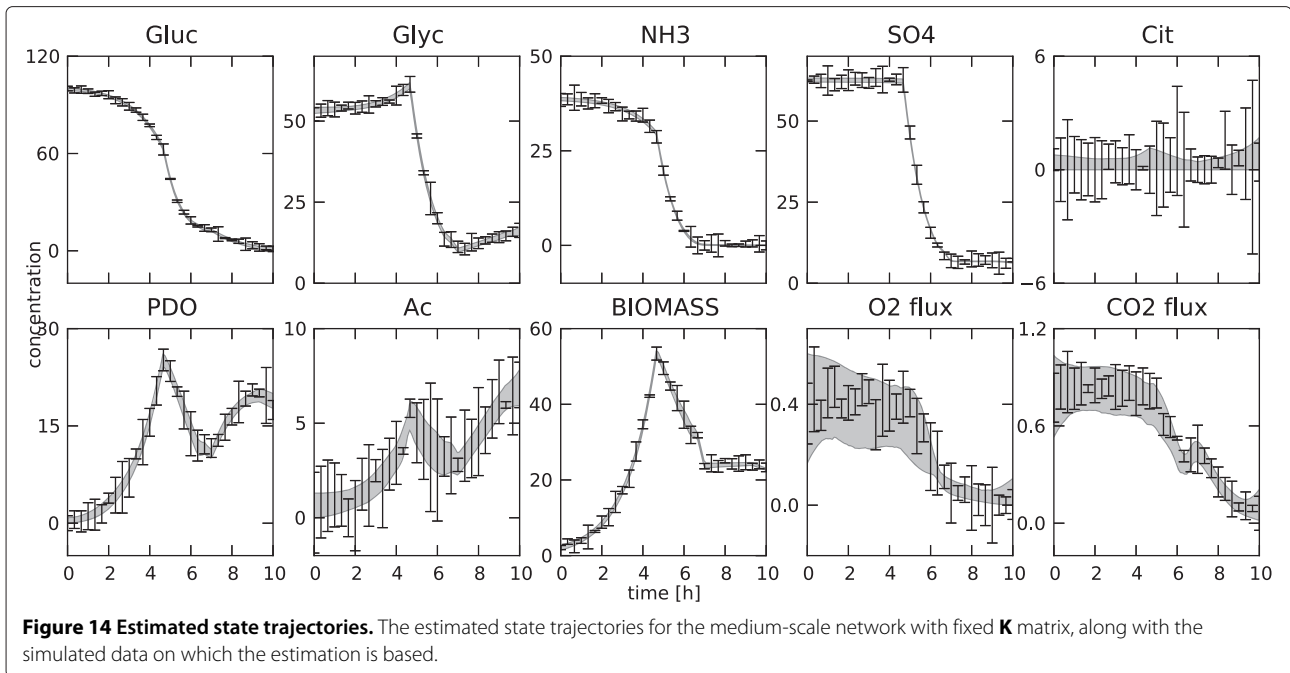 Gluc Glyc NH3 SO4 Cit
120 50 6
50 50
60 25 0
25 25
0 0
0 0 −6
PDO Ac BIOMASS O2 flux CO2 flux
concentration
30 10 60 1.2
40 0.4
15 5 0.6
20
0 0 0.0 0.0
0
0 2 4 6 8 10 0 2 4 6 8 10 0 2 4 6 8 10 0 2 4 6 8 10 0 2 4 6 8 10
time [h]
Figure 14 Estimated state trajectories. The estimated state trajectories for the medium-scale network with fixed K matrix, along with the
simulated data on which the estimation is based.